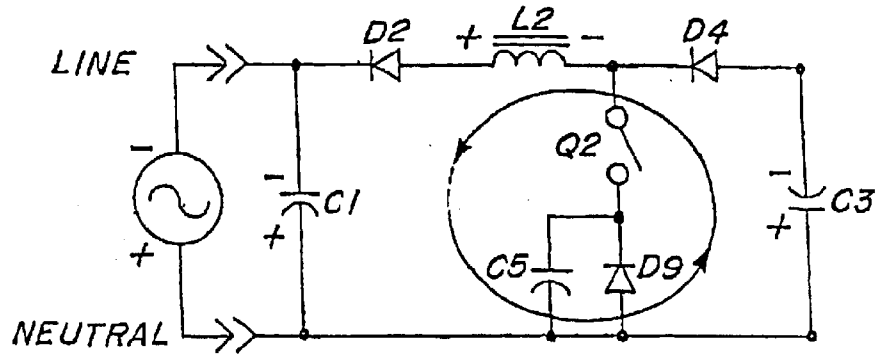 D2 + L2 - D4
LINE
Q2
- - -
C1 C3
+ + +
C5 D9
NEUTRAL